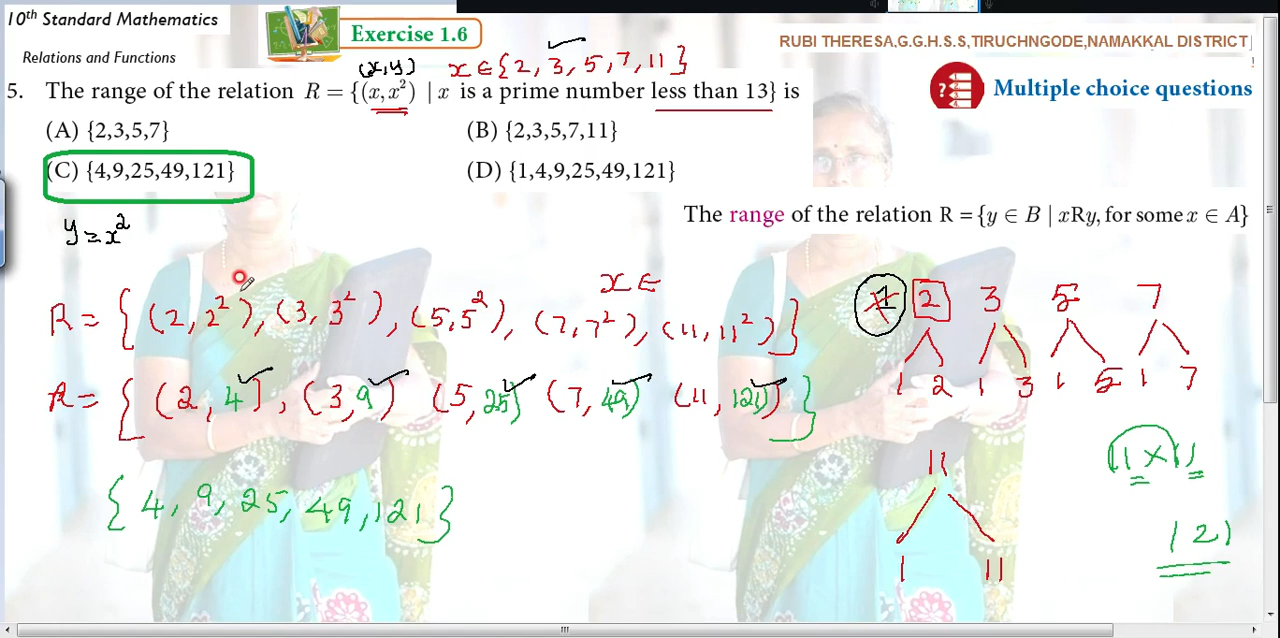 10th Standard Mathematics
Relations and Functions
Exercise 1.6
RUBI THERESA,G.G.H.S.S,TIRUCHNGODE,NAMAKKAL DISTRICT
Multiple choice questions
(x,y) x∈{2, 3, 5, 7, 11}
5. The range of the relation R = {(x, x²) | x is a prime number less than 13} is
(A) {2,3,5,7}
(B) {2,3,5,7,11}
(C) {4,9,25,49,121}
(D) {1,4,9,25,49,121}
y = x²
The range of the relation R = {y ∈ B | xRy, for some x ∈ A}
x∈
R = {(2, 2²), (3, 3²), (5, 5²), (7, 7²), (11, 11²)}
R = {(2, 4), (3, 9) (5, 25) (7, 49) (11, 121)}
{4, 9, 25, 49, 121}
1 2 3 5 7
1 2 1 3 1 5 1 7
11
1 11
11 × 11
121